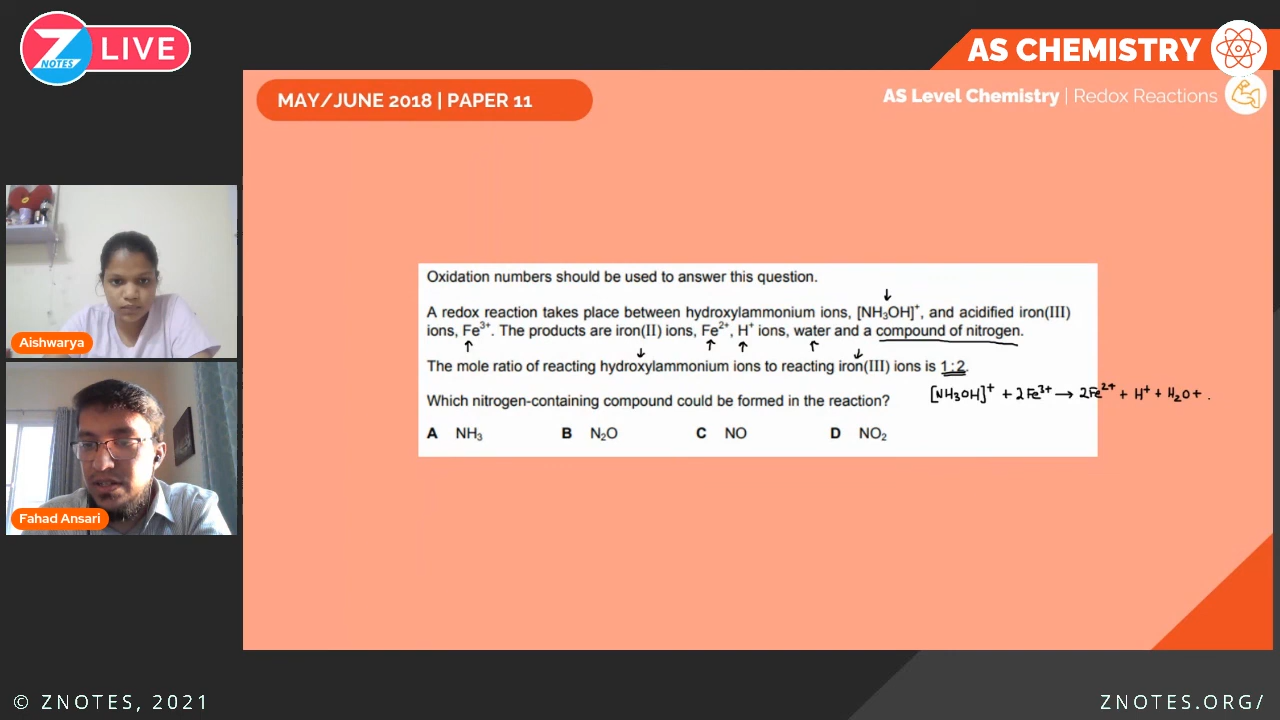 Z NOTES LIVE
AS CHEMISTRY
MAY/JUNE 2018 | PAPER 11
AS Level Chemistry | Redox Reactions
Oxidation numbers should be used to answer this question.
A redox reaction takes place between hydroxylammonium ions, [NH₃OH]⁺, and acidified iron(III)
ions, Fe³⁺. The products are iron(II) ions, Fe²⁺, H⁺ ions, water and a compound of nitrogen.
The mole ratio of reacting hydroxylammonium ions to reacting iron(III) ions is 1:2.
[NH₃OH]⁺ + 2Fe³⁺ → 2Fe²⁺ + H⁺ + H₂O + .
Which nitrogen-containing compound could be formed in the reaction?
A NH₃ B N₂O C NO D NO₂
Aishwarya
Fahad Ansari
© ZNOTES, 2021
ZNOTES.ORG/